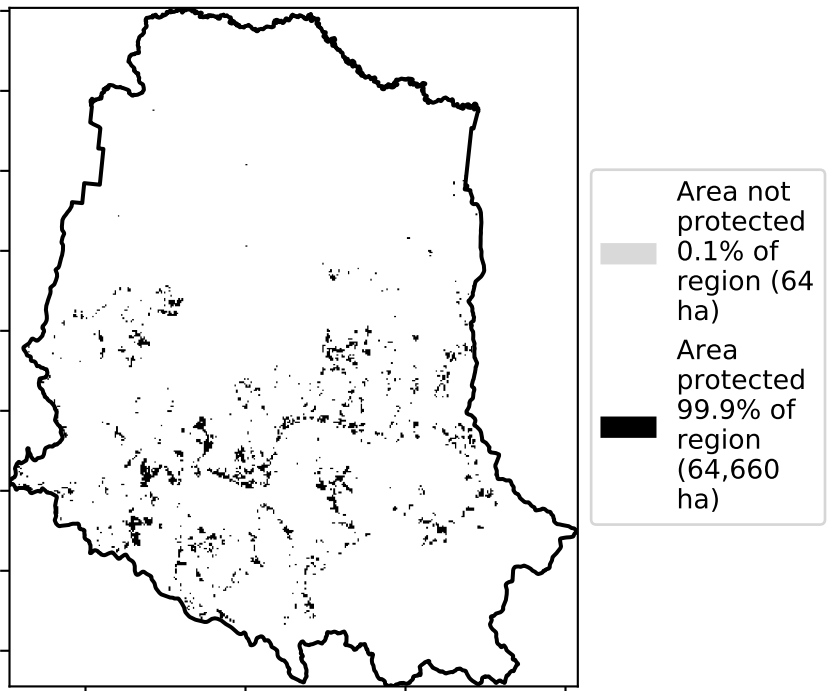 Area not
protected
0.1% of
region (64
ha)
Area
protected
99.9% of
region
(64,660
ha)